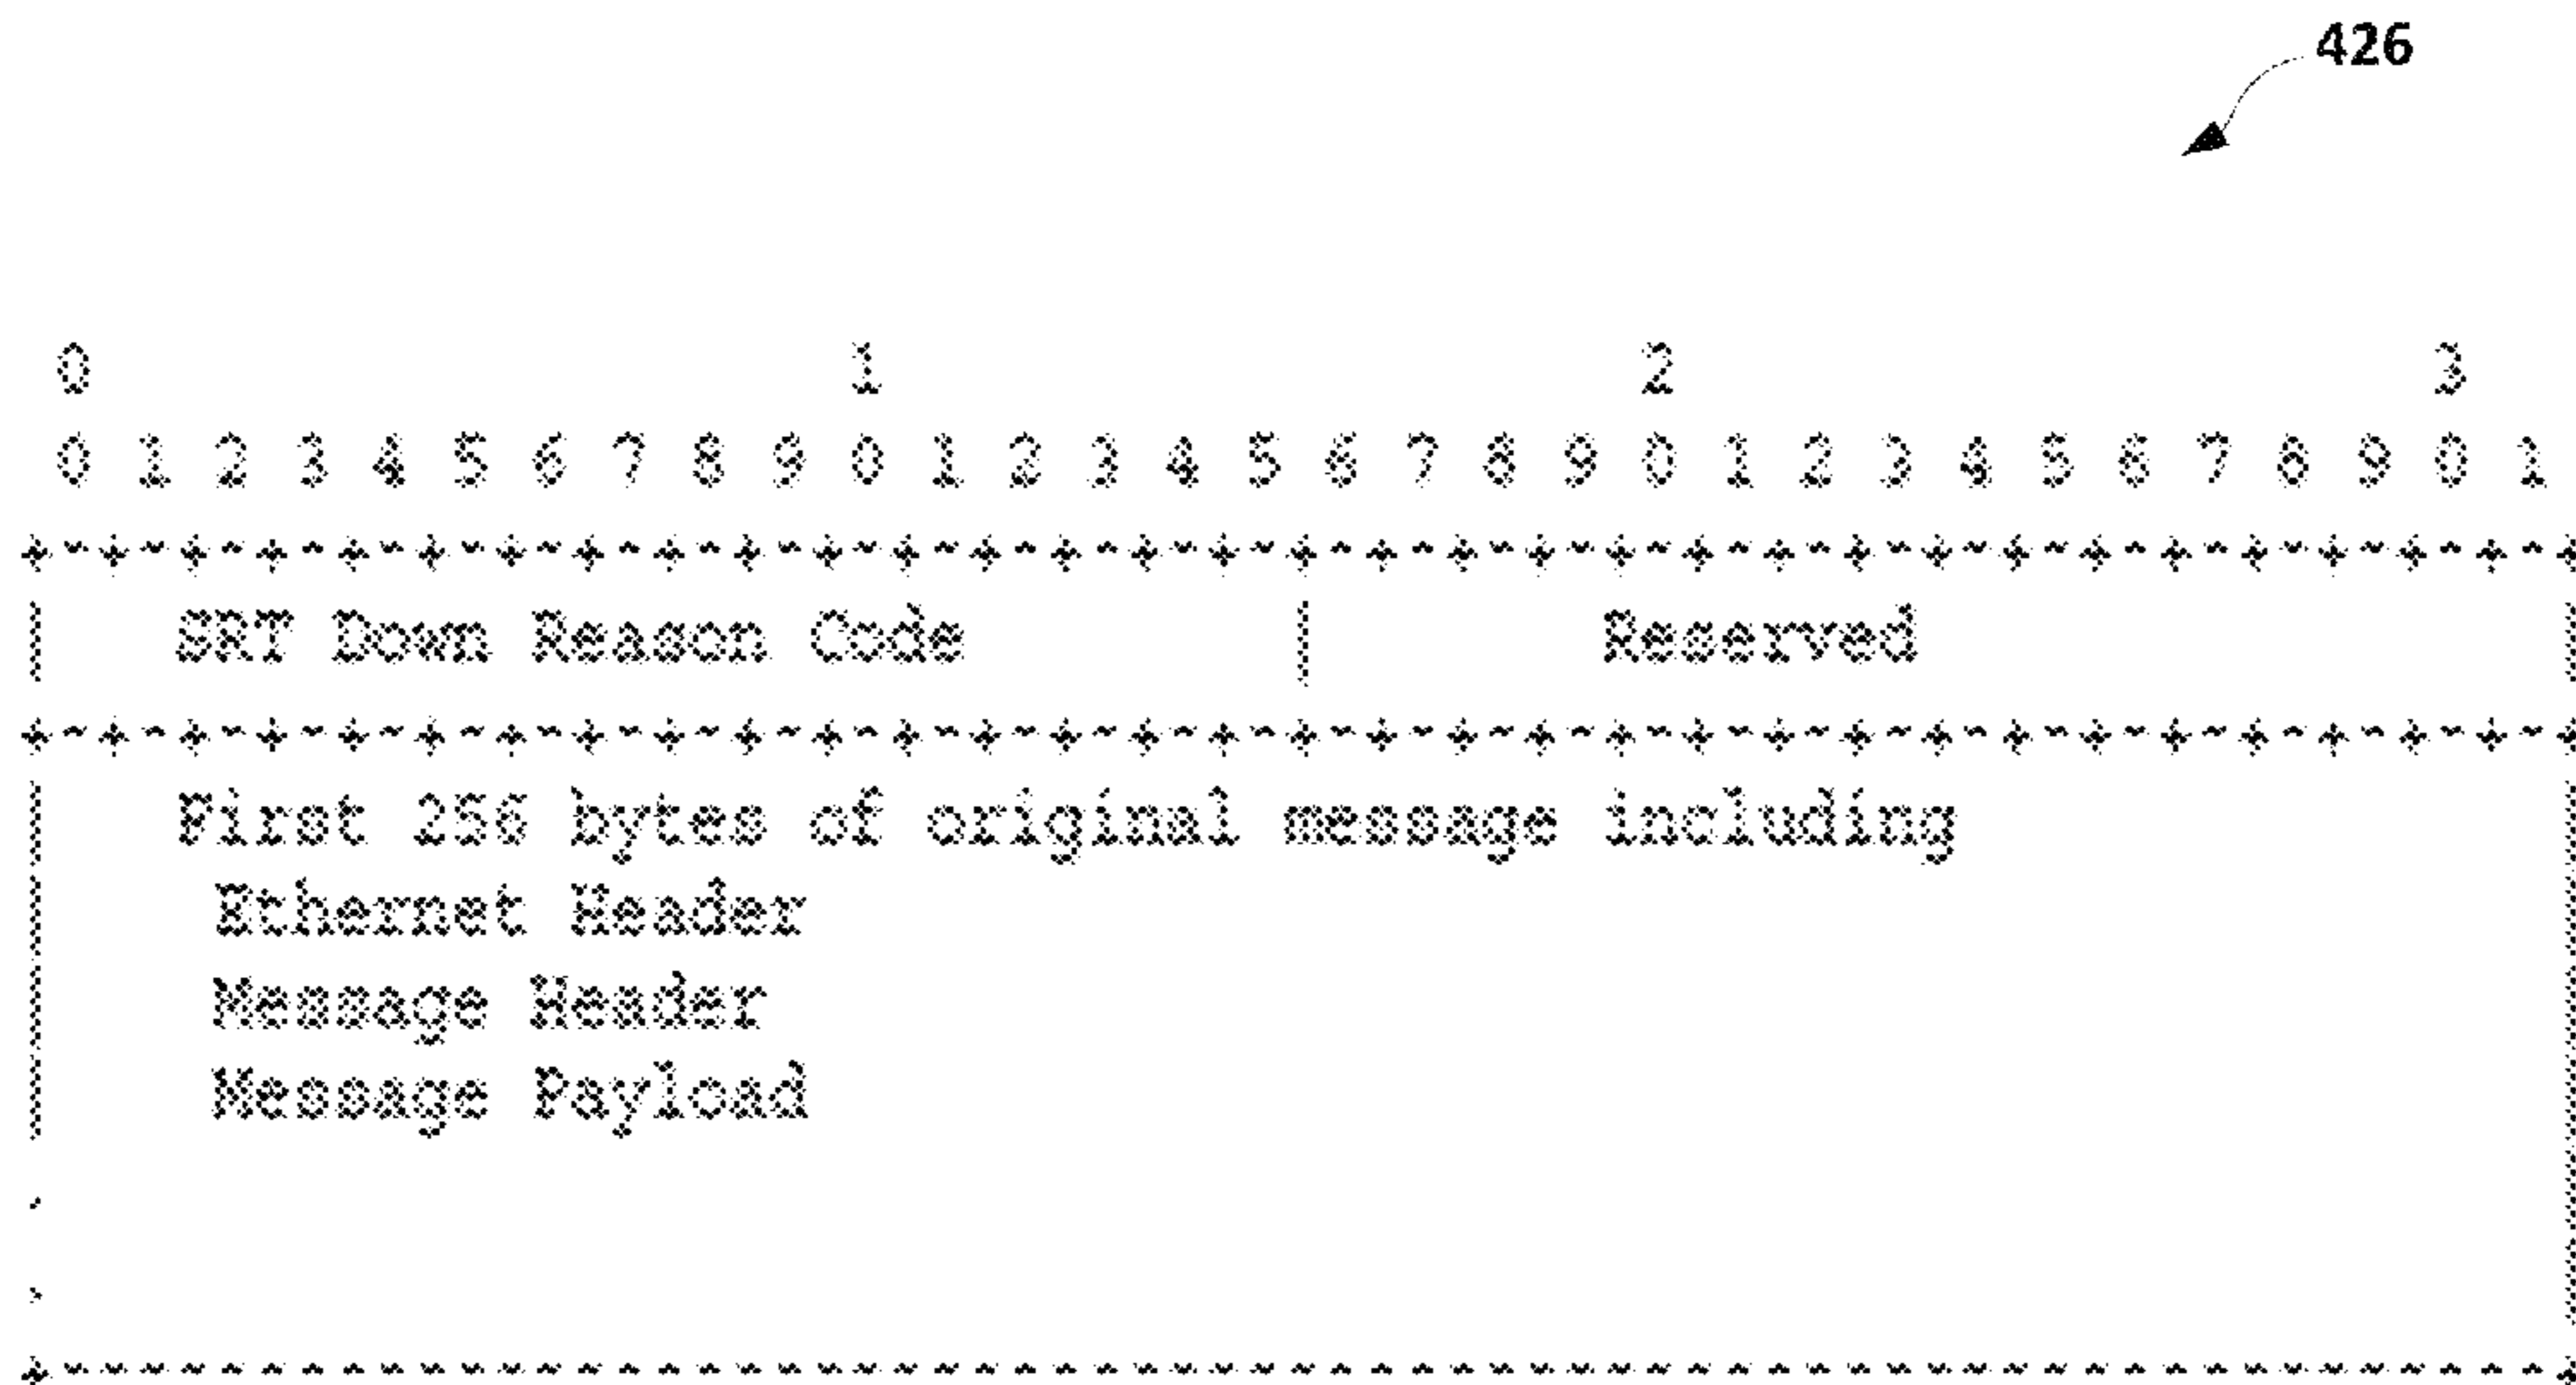 426
0                   1                   2                   3
0 1 2 3 4 5 6 7 8 9 0 1 2 3 4 5 6 7 8 9 0 1 2 3 4 5 6 7 8 9 0 1
+-+-+-+-+-+-+-+-+-+-+-+-+-+-+-+-+-+-+-+-+-+-+-+-+-+-+-+-+-+-+-+-+
|   SRT Down Reason Code        |       Reserved                |
+-+-+-+-+-+-+-+-+-+-+-+-+-+-+-+-+-+-+-+-+-+-+-+-+-+-+-+-+-+-+-+-+
|   First 256 bytes of original message including               |
|    Ethernet Header                                            |
|    Message Header                                             |
|    Message Payload                                            |
.                                                               |
.                                                               |
+---------------------------------------------------------------+